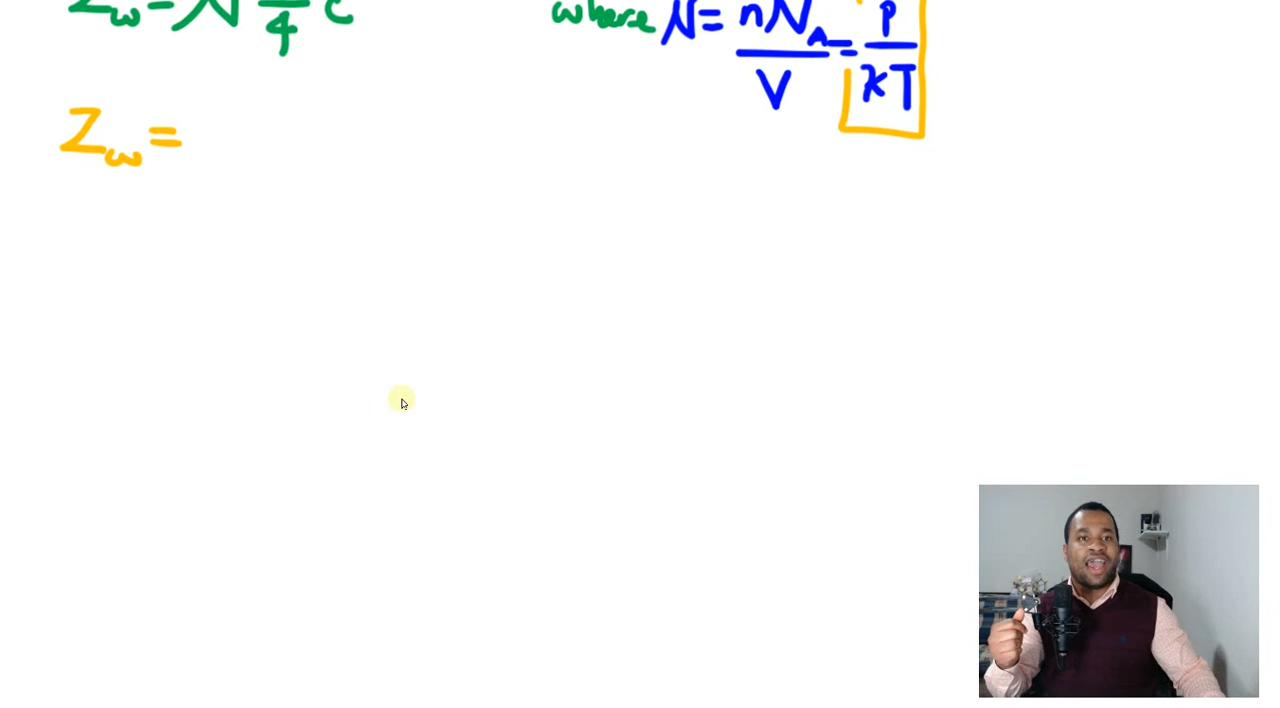 Z_w = 𝒩 1/4 c̄
where 𝒩 = nN_A/V = p/kT
Z_w =